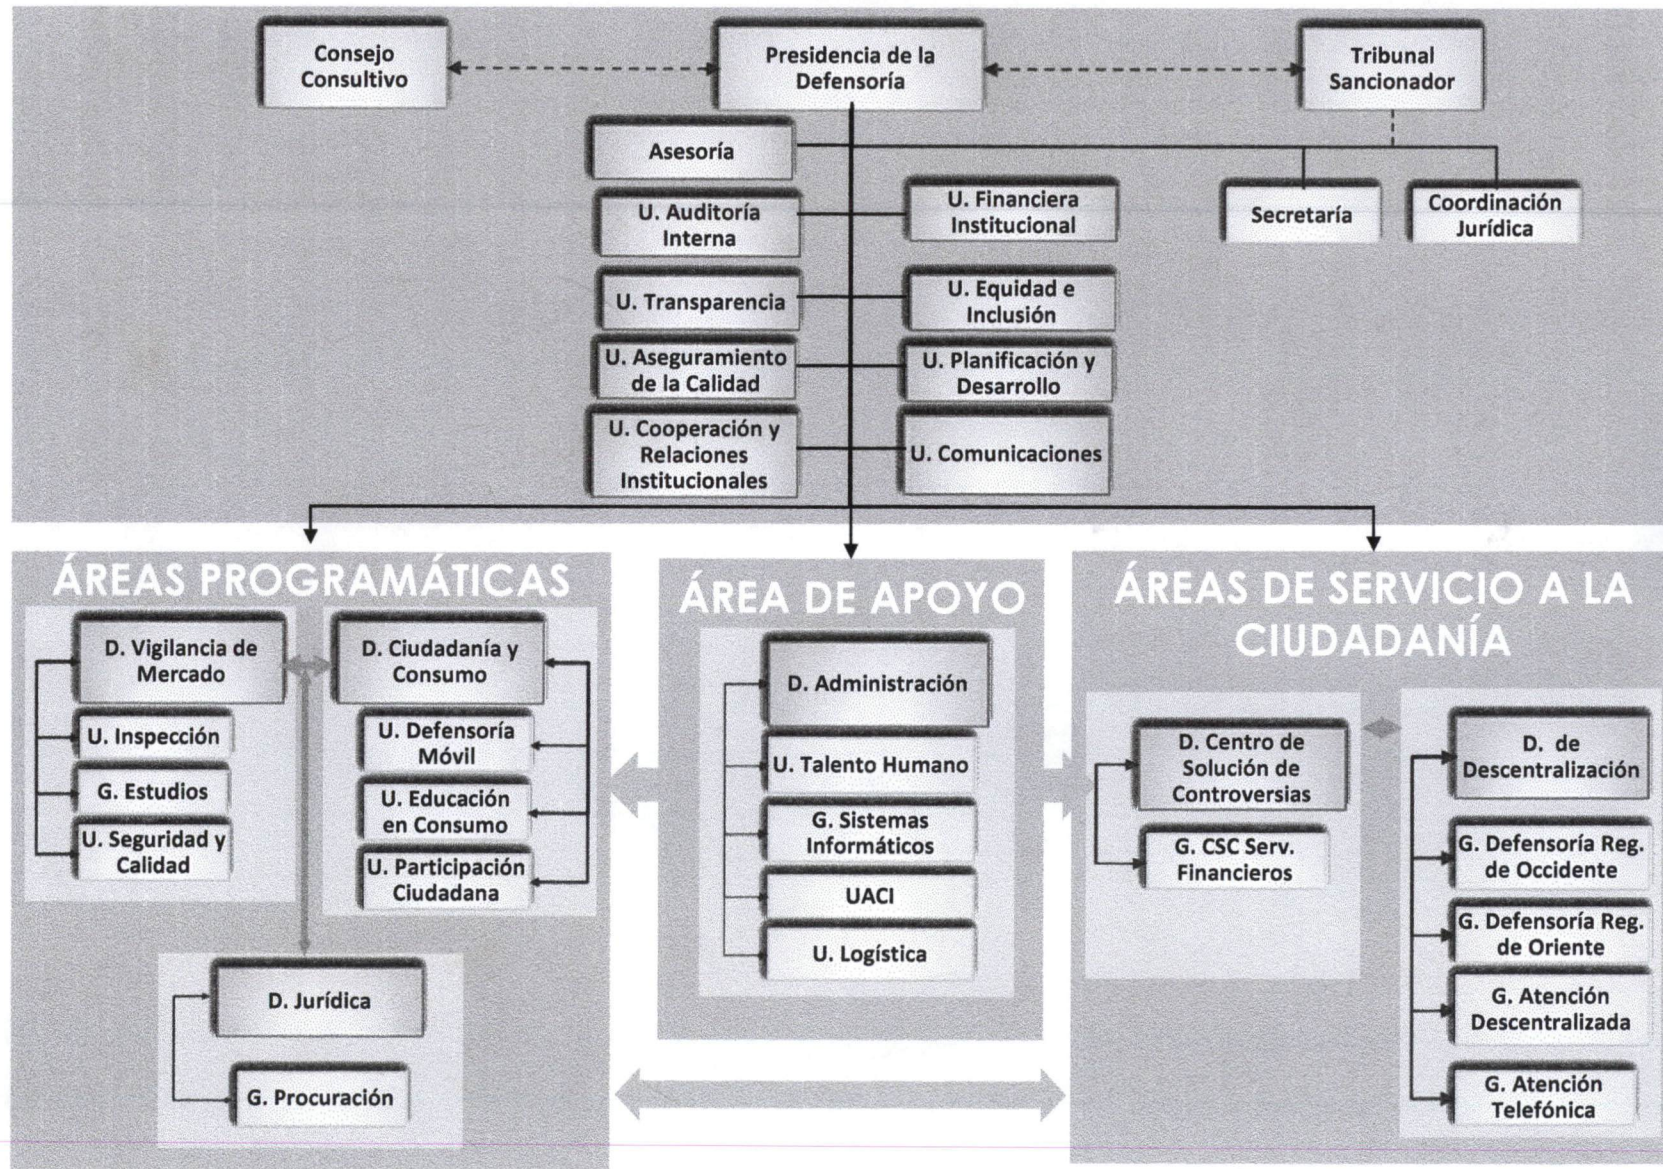 Consejo
Consultivo
Presidencia de la
Defensoría
Tribunal
Sancionador
Asesoría
Secretaría
Coordinación
Jurídica
U. Auditoría
Interna
U. Financiera
Institucional
U. Transparencia
U. Equidad e
Inclusión
U. Aseguramiento
de la Calidad
U. Planificación y
Desarrollo
U. Cooperación y
Relaciones
Institucionales
U. Comunicaciones
ÁREAS PROGRAMÁTICAS
D. Vigilancia de
Mercado
U. Inspección
G. Estudios
U. Seguridad y
Calidad
D. Ciudadanía y
Consumo
U. Defensoría
Móvil
U. Educación
en Consumo
U. Participación
Ciudadana
D. Jurídica
G. Procuración
ÁREA DE APOYO
D. Administración
U. Talento Humano
G. Sistemas
Informáticos
UACI
U. Logística
ÁREAS DE SERVICIO A LA
CIUDADANÍA
D. Centro de
Solución de
Controversias
G. CSC Serv.
Financieros
D. de
Descentralización
G. Defensoría Reg.
de Occidente
G. Defensoría Reg.
de Oriente
G. Atención
Descentralizada
G. Atención
Telefónica